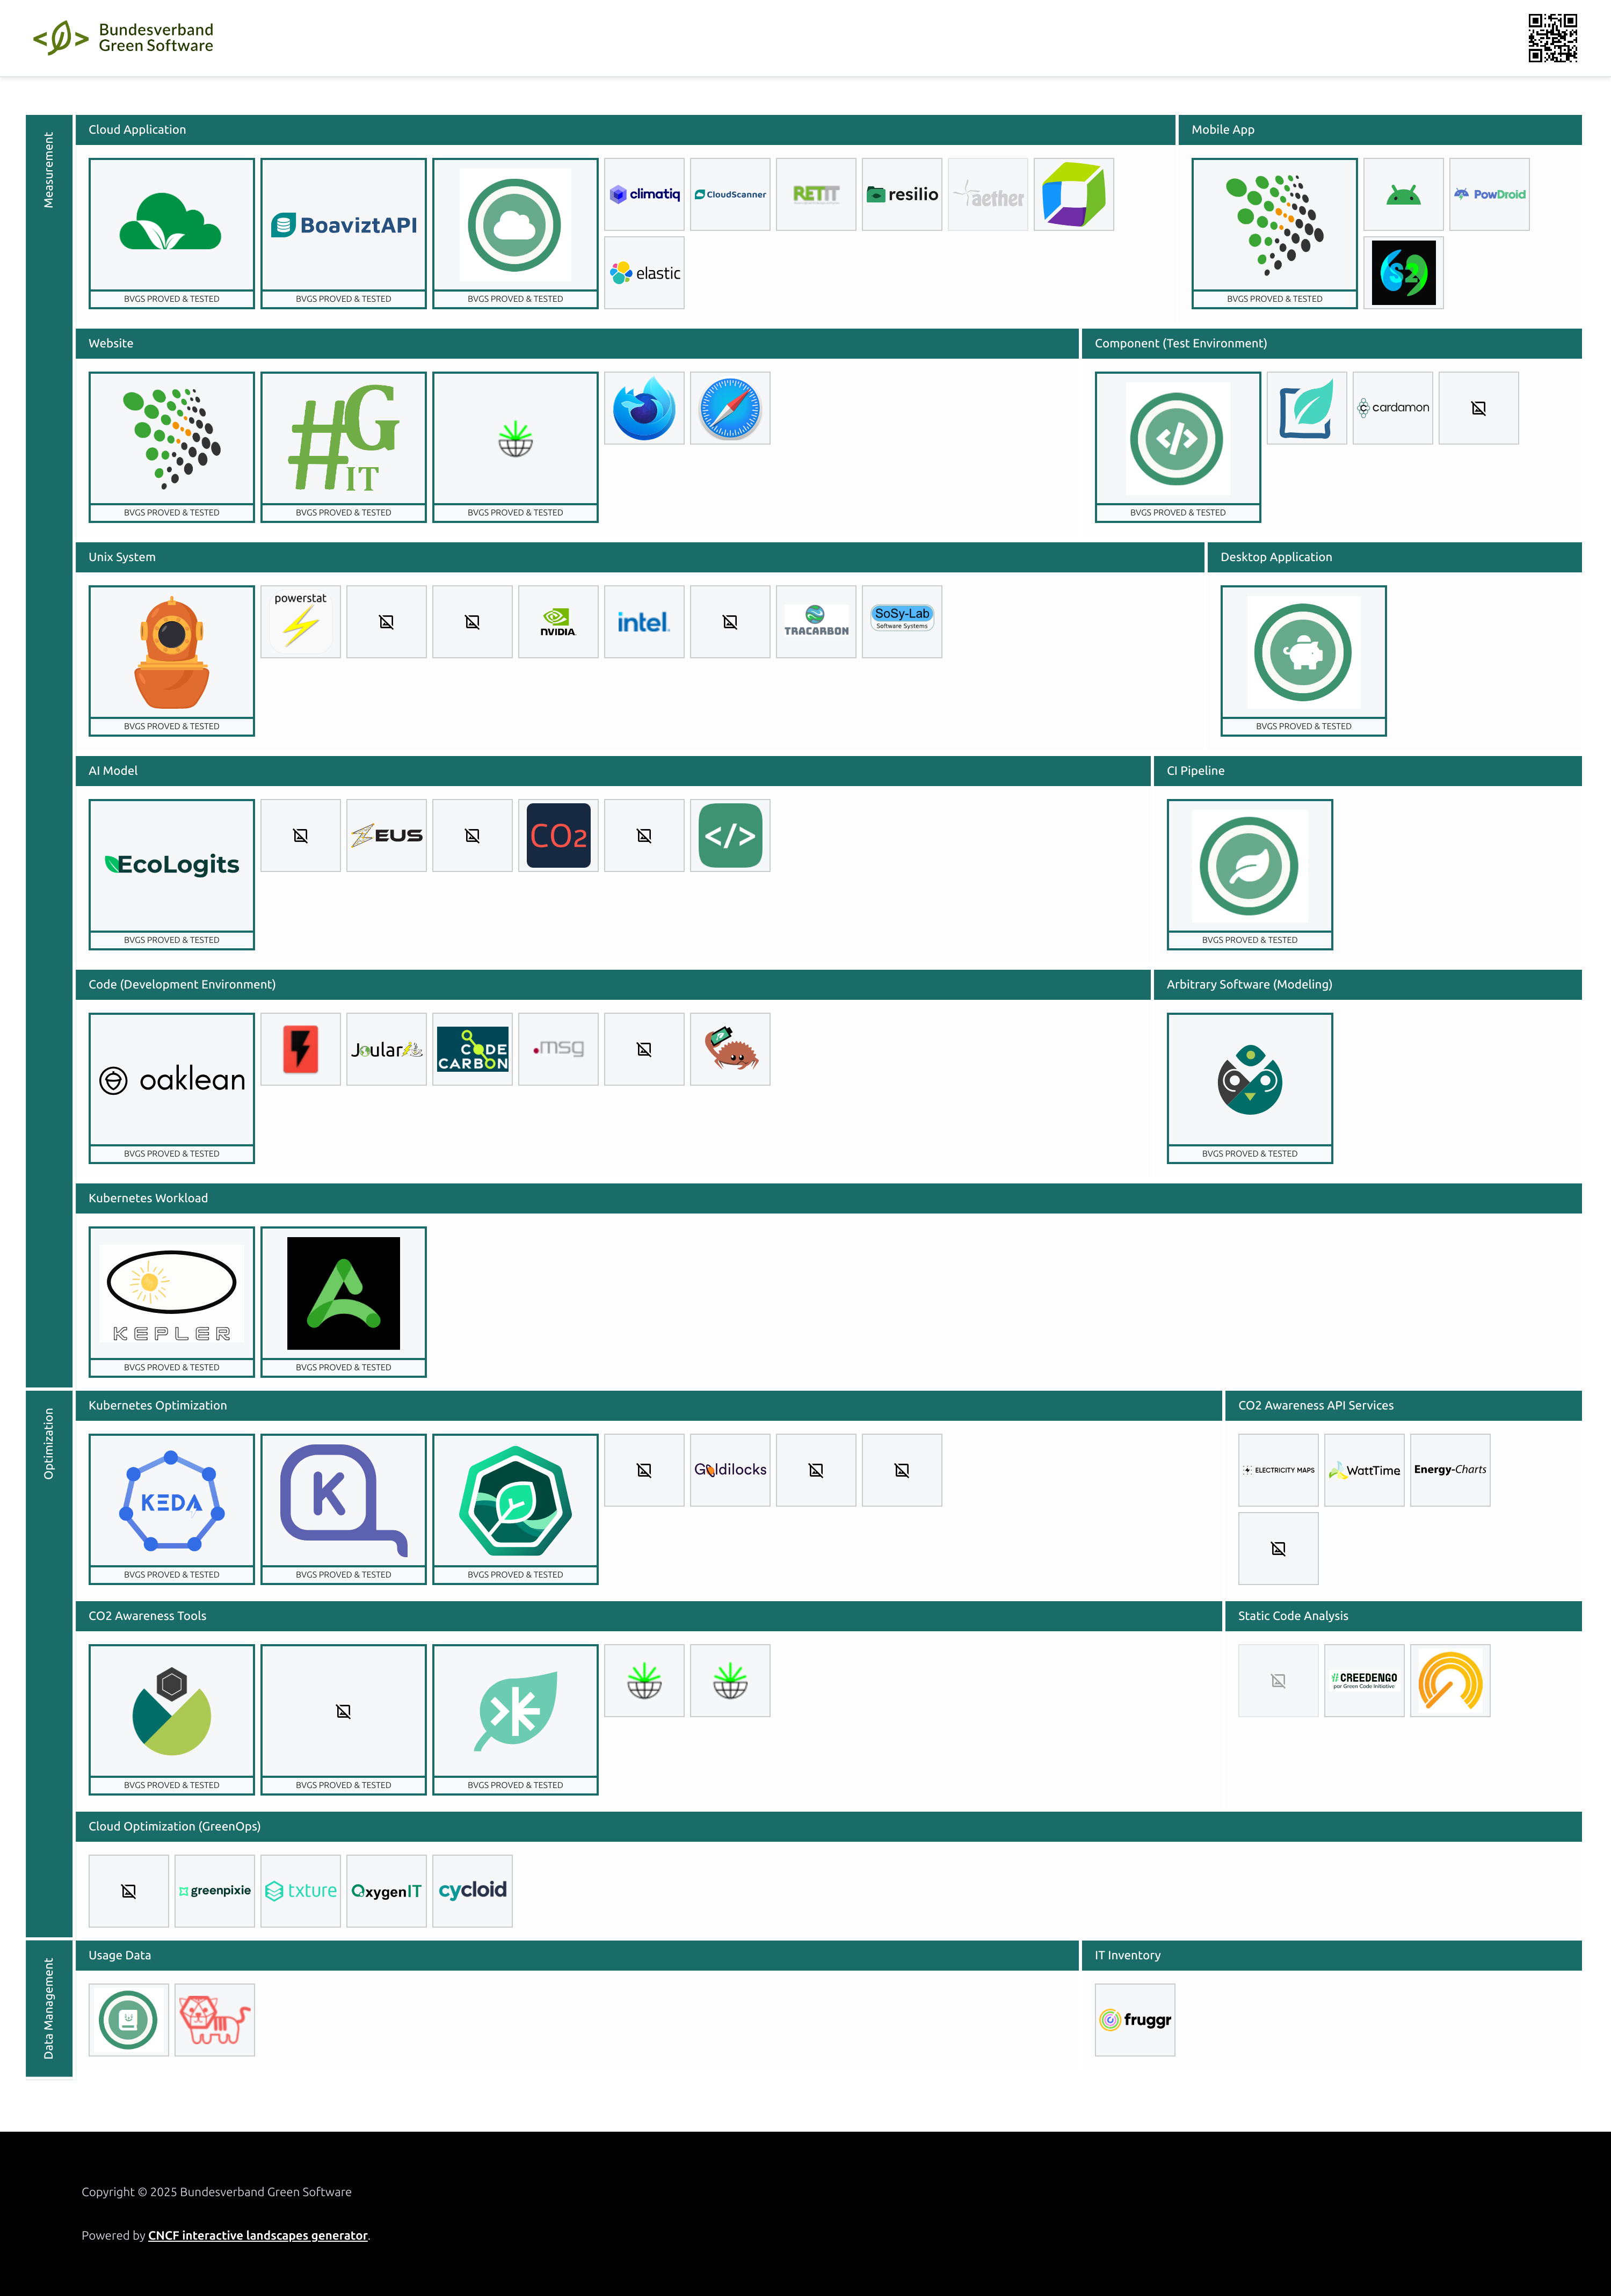 Bundesverband
Green Software
Measurement
Cloud Application
Mobile App
BoaviztAPI
climatiq
CloudScanner
RETIT
resilio
aether
PowDroid
elastic
S2
BVGS PROVED & TESTED
BVGS PROVED & TESTED
BVGS PROVED & TESTED
BVGS PROVED & TESTED
Website
Component (Test Environment)
#G
IT
</>
cardamon
BVGS PROVED & TESTED
BVGS PROVED & TESTED
BVGS PROVED & TESTED
BVGS PROVED & TESTED
Unix System
Desktop Application
powerstat
NVIDIA
intel.
TRACARBON
SoSy-Lab
Software Systems
BVGS PROVED & TESTED
BVGS PROVED & TESTED
AI Model
CI Pipeline
EcoLogits
ZEUS
CO2
</>
BVGS PROVED & TESTED
BVGS PROVED & TESTED
Code (Development Environment)
Arbitrary Software (Modeling)
oaklean
Joular
CODE
CARBON
.msg
BVGS PROVED & TESTED
BVGS PROVED & TESTED
Kubernetes Workload
KEPLER
BVGS PROVED & TESTED
BVGS PROVED & TESTED
Optimization
Kubernetes Optimization
CO2 Awareness API Services
KEDA
K
Goldilocks
ELECTRICITY MAPS
WattTime
Energy-Charts
BVGS PROVED & TESTED
BVGS PROVED & TESTED
BVGS PROVED & TESTED
CO2 Awareness Tools
Static Code Analysis
#CREEDENGO
par Green Code Initiative
BVGS PROVED & TESTED
BVGS PROVED & TESTED
BVGS PROVED & TESTED
Cloud Optimization (GreenOps)
greenpixie
txture
OxygenIT
cycloid
Data Management
Usage Data
IT Inventory
fruggr
Copyright © 2025 Bundesverband Green Software
Powered by CNCF interactive landscapes generator.